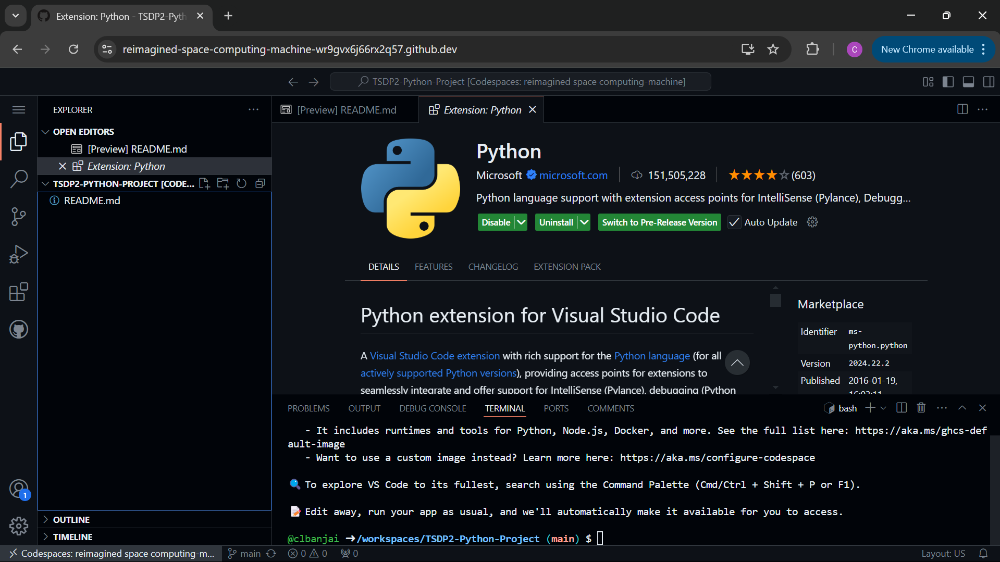 Extension: Python - TSDP2-Pyth
reimagined-space-computing-machine-wr9gvx6j66rx2q57.github.dev
C
New Chrome available
TSDP2-Python-Project [Codespaces: reimagined space computing-machine]
EXPLORER
OPEN EDITORS
[Preview] README.md
Extension: Python
TSDP2-PYTHON-PROJECT [CODE...
README.md
1
OUTLINE
TIMELINE
[Preview] README.md
Extension: Python
Python
Microsoft microsoft.com 151,505,228 (603)
Python language support with extension access points for IntelliSense (Pylance), Debugg...
Disable
Uninstall
Switch to Pre-Release Version
Auto Update
DETAILS FEATURES CHANGELOG EXTENSION PACK
Python extension for Visual Studio Code
A Visual Studio Code extension with rich support for the Python language (for all
actively supported Python versions), providing access points for extensions to
seamlessly integrate and offer support for IntelliSense (Pylance), debugging (Python
Marketplace
Identifier ms-
python.python
Version 2024.22.2
Published 2016-01-19,
16:03:11
PROBLEMS OUTPUT DEBUG CONSOLE TERMINAL PORTS COMMENTS
bash
- It includes runtimes and tools for Python, Node.js, Docker, and more. See the full list here: https://aka.ms/ghcs-def
ault-image
- Want to use a custom image instead? Learn more here: https://aka.ms/configure-codespace
To explore VS Code to its fullest, search using the Command Palette (Cmd/Ctrl + Shift + P or F1).
Edit away, run your app as usual, and we'll automatically make it available for you to access.
@clbanjai ➜/workspaces/TSDP2-Python-Project (main) $
Codespaces: reimagined space computing-m... main 0 0 0 Layout: US